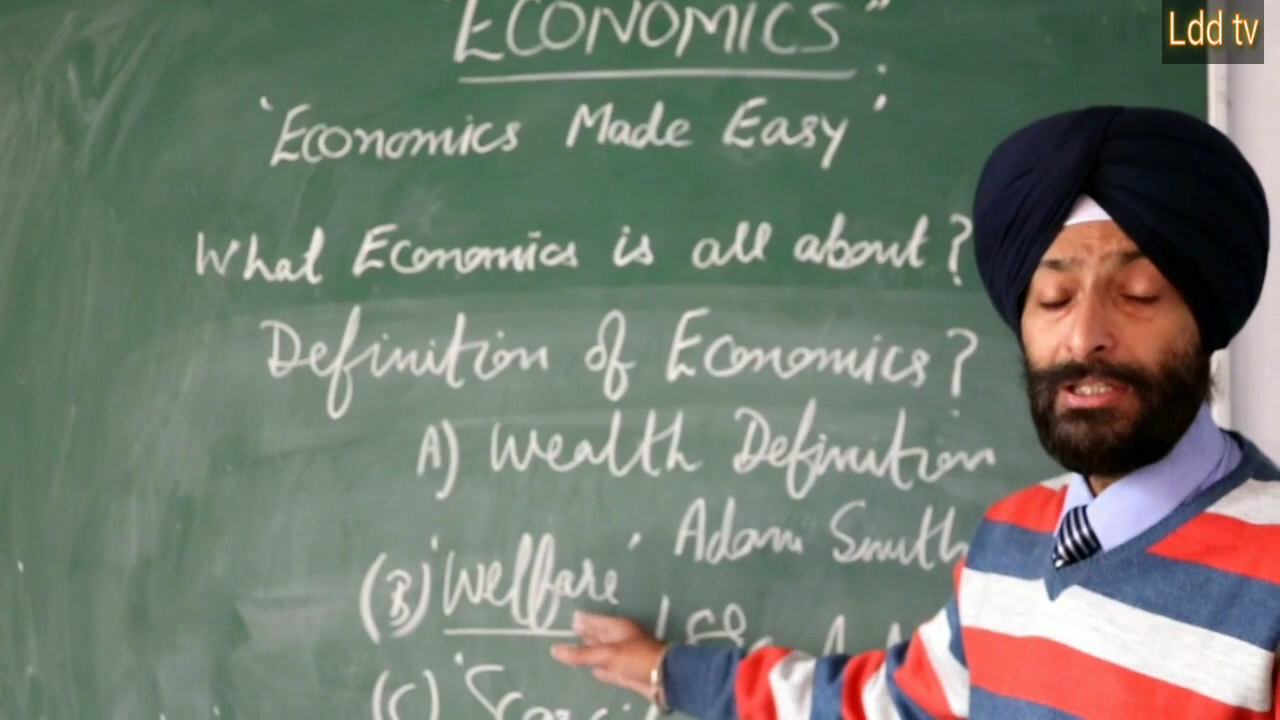 Ldd tv
"ECONOMICS"
'Economics Made Easy'
What Economics is all about?
Definition of Economics?
A) Wealth Definition
Adam Smith
(B) 'Welfare'
(C) '